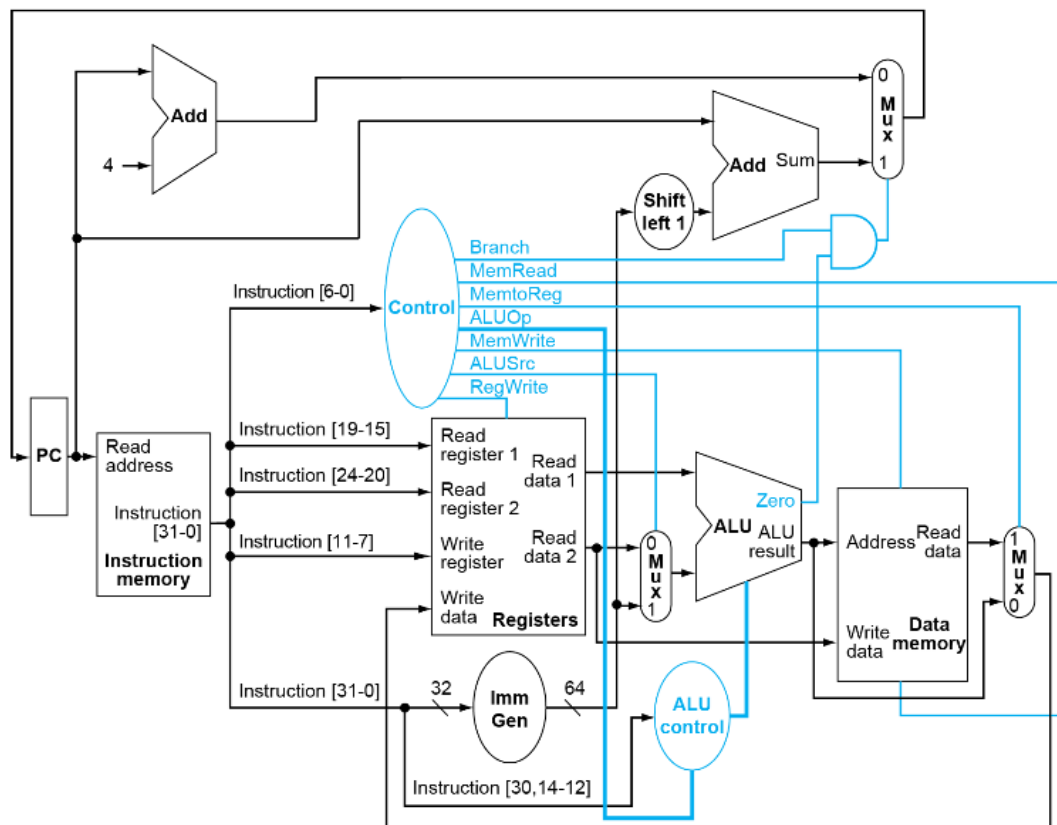 Add
4
0
Mux
1
Add Sum
Shift
left 1
Branch
MemRead
MemtoReg
ALUOp
MemWrite
ALUSrc
RegWrite
Control
Instruction [6-0]
PC
Read
address
Instruction
[31-0]
Instruction
memory
Instruction [19-15]
Instruction [24-20]
Instruction [11-7]
Instruction [31-0]
Read
register 1
Read
data 1
Read
register 2
Write
register
Read
data 2
Write
data
Registers
0
Mux
1
Zero
ALU
ALU
result
Address
Read
data
Write
data
Data
memory
1
Mux
0
32
Imm
Gen
64
ALU
control
Instruction [30,14-12]